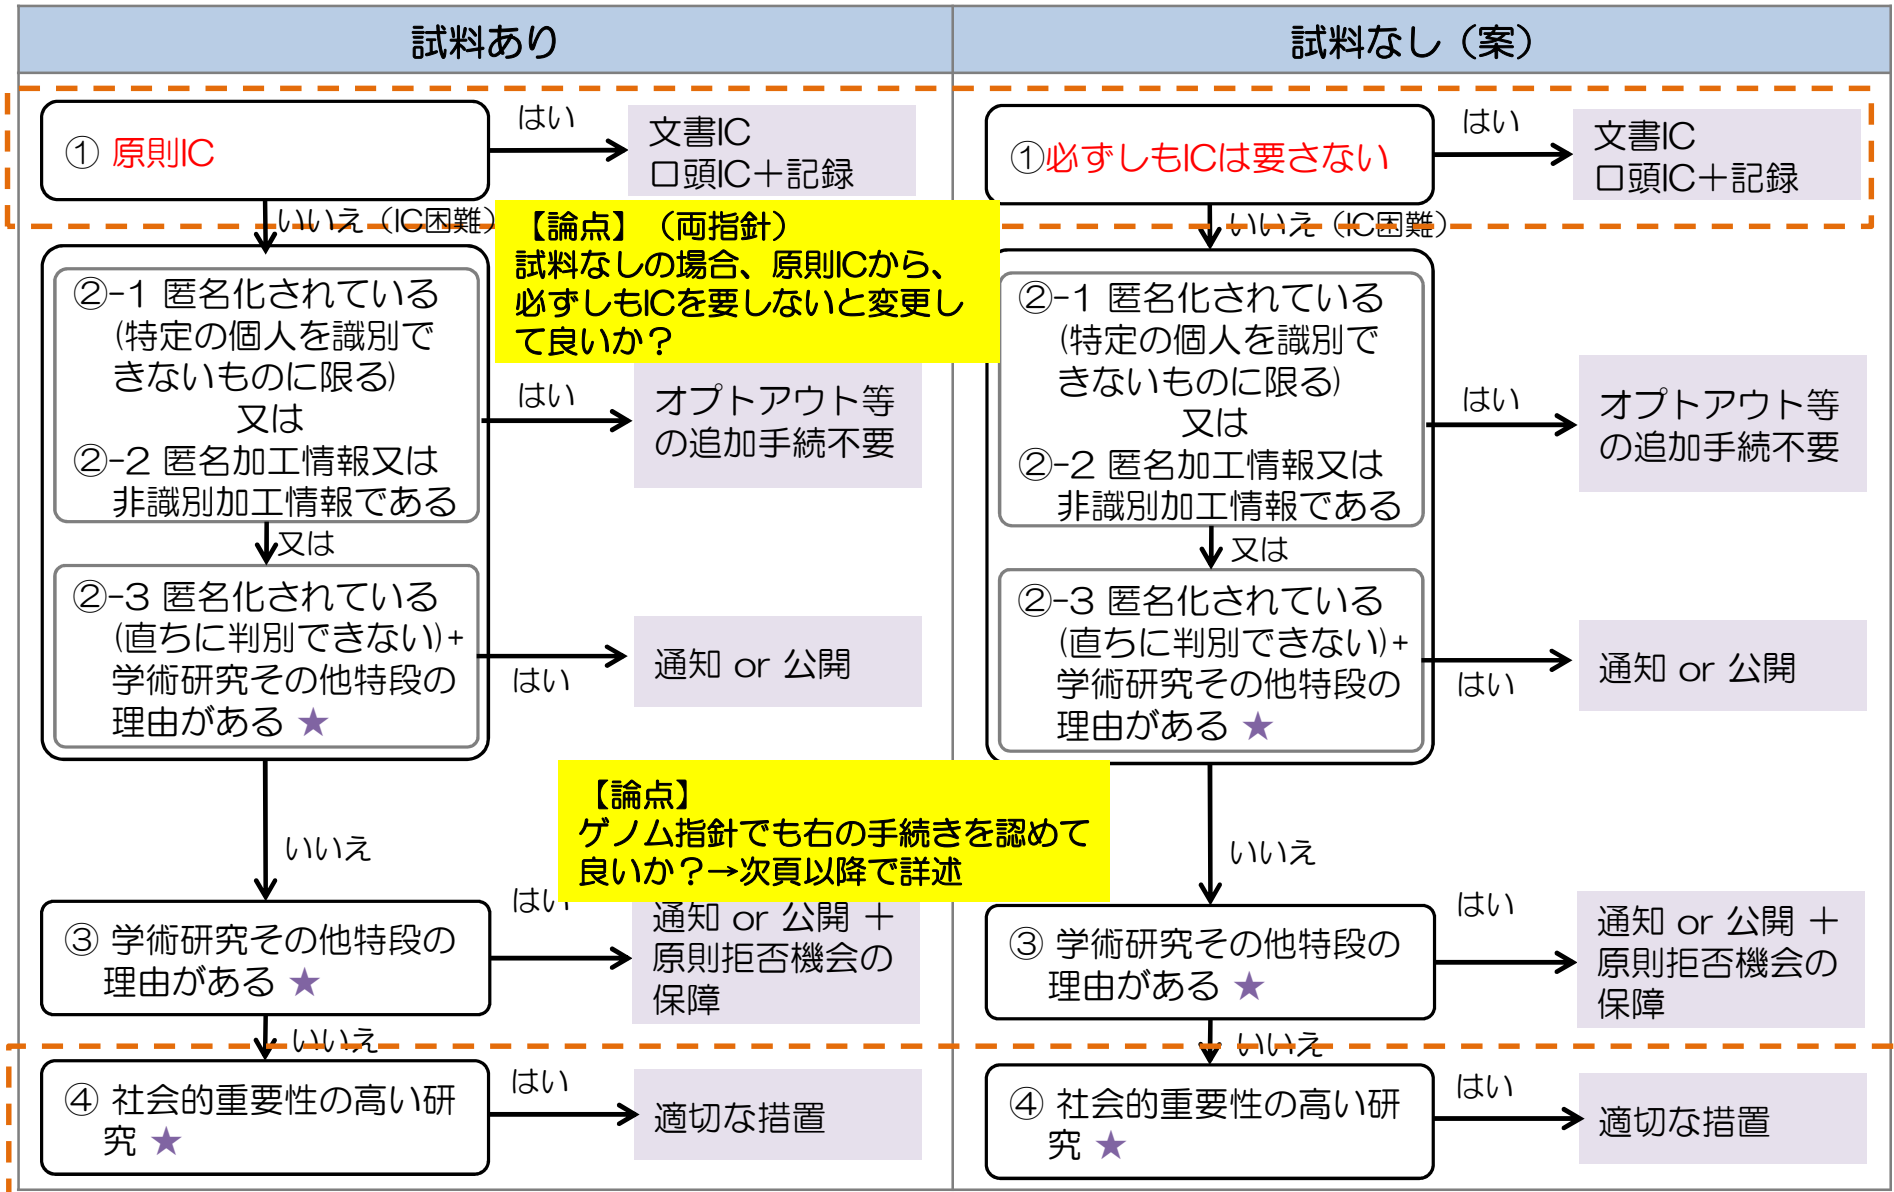 試料あり
① 原則IC
はい
文書IC
口頭IC＋記録
いいえ（IC困難）
②-1 匿名化されている
(特定の個人を識別で
きないものに限る)
又は
②-2 匿名加工情報又は
非識別加工情報である
はい
オプトアウト等
の追加手続不要
又は
②-3 匿名化されている
(直ちに判別できない)+
学術研究その他特段の
理由がある ★
はい
通知 or 公開
いいえ
③ 学術研究その他特段の
理由がある ★
はい
通知 or 公開 ＋
原則拒否機会の
保障
いいえ
④ 社会的重要性の高い研
究 ★
はい
適切な措置
【論点】（両指針）
試料なしの場合、原則ICから、
必ずしもICを要しないと変更し
て良いか？
【論点】
ゲノム指針でも右の手続きを認めて
良いか？→次頁以降で詳述
試料なし（案）
①必ずしもICは要さない
はい
文書IC
口頭IC＋記録
いいえ（IC困難）
②-1 匿名化されている
(特定の個人を識別で
きないものに限る)
又は
②-2 匿名加工情報又は
非識別加工情報である
はい
オプトアウト等
の追加手続不要
又は
②-3 匿名化されている
(直ちに判別できない)+
学術研究その他特段の
理由がある ★
はい
通知 or 公開
いいえ
③ 学術研究その他特段の
理由がある ★
はい
通知 or 公開 ＋
原則拒否機会の
保障
いいえ
④ 社会的重要性の高い研
究 ★
はい
適切な措置